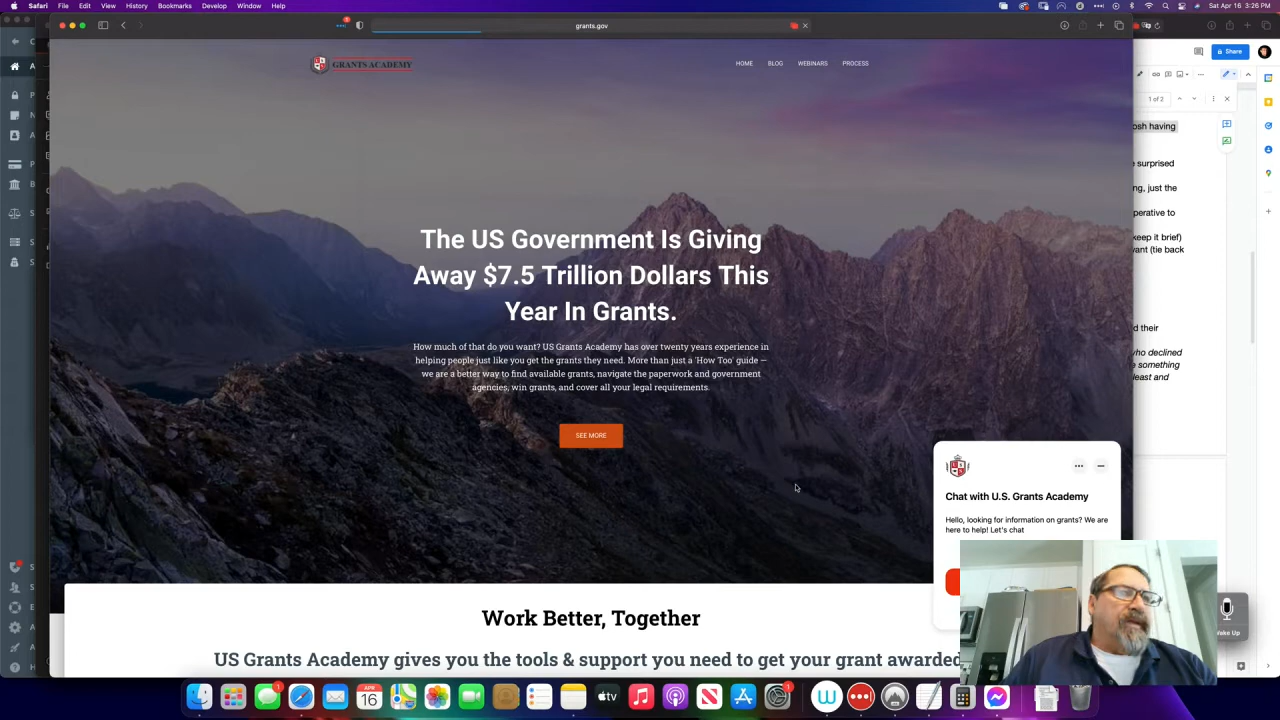 Safari File Edit View History Bookmarks Develop Window Help
Sat Apr 16 3:26 PM
grants.gov
Share
GRANTS ACADEMY
HOME BLOG WEBINARS PROCESS
1 of 2
osh having
surprised
ng, just the
perative to
keep it brief)
vant (tie back
d their
who declined
e something
least and
The US Government Is Giving
Away $7.5 Trillion Dollars This
Year In Grants.
How much of that do you want? US Grants Academy has over twenty years experience in
helping people just like you get the grants they need. More than just a 'How Too' guide —
we are a better way to find available grants, navigate the paperwork and government
agencies, win grants, and cover all your legal requirements.
SEE MORE
Chat with U.S. Grants Academy
Hello, looking for information on grants? We are
here to help! Let's chat
Work Better, Together
US Grants Academy gives you the tools & support you need to get your grant awarded
Wake Up
APR
16
tv